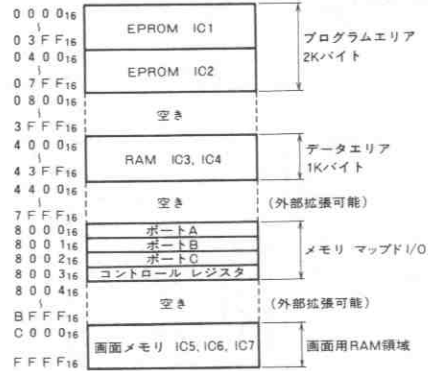 0000₁₆
EPROM IC1
03FF₁₆
プログラムエリア
2Kバイト
0400₁₆
EPROM IC2
07FF₁₆
0800₁₆
空き
3FFF₁₆
4000₁₆
RAM IC3, IC4
データエリア
1Kバイト
43FF₁₆
4400₁₆
空き
(外部拡張可能)
7FFF₁₆
8000₁₆
ポートA
8001₁₆
ポートB
8002₁₆
ポートC
8003₁₆
コントロール レジスタ
メモリ マップド I/O
8004₁₆
空き
(外部拡張可能)
BFFF₁₆
C000₁₆
画面メモリ IC5, IC6, IC7
画面用RAM領域
FFFF₁₆